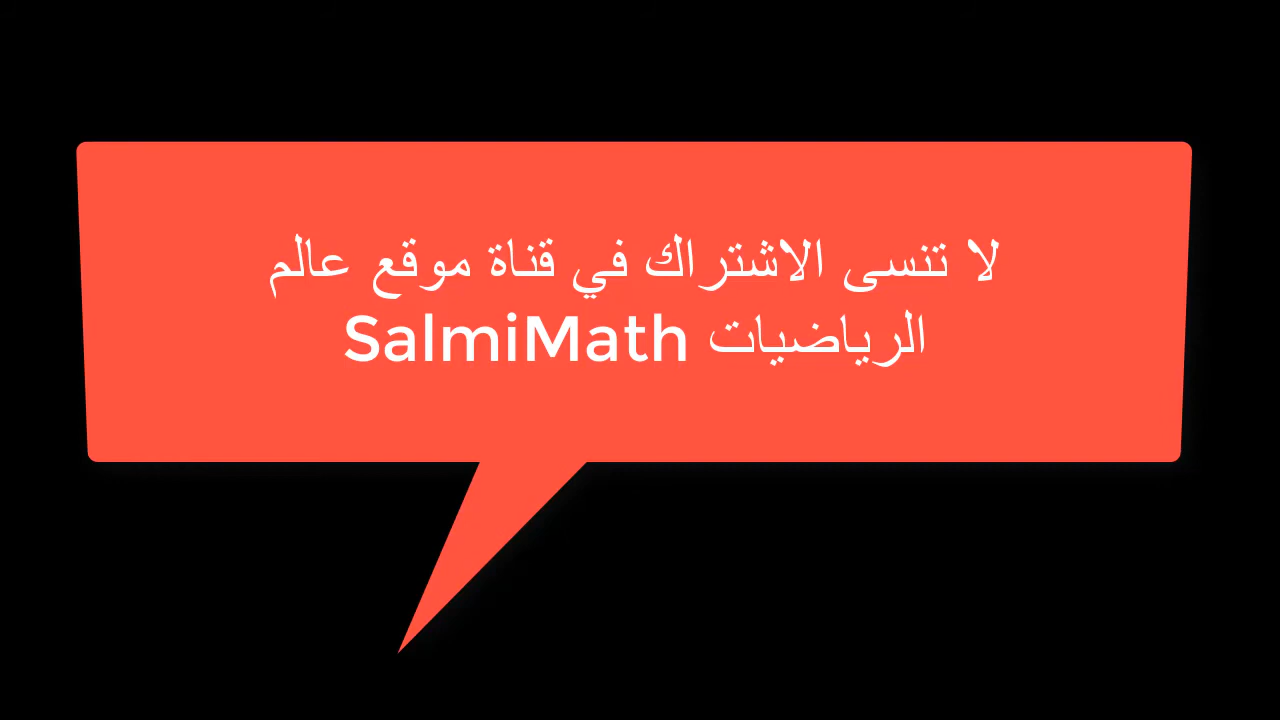 لا تنسى الاشتراك في قناة موقع عالم
الرياضيات SalmiMath